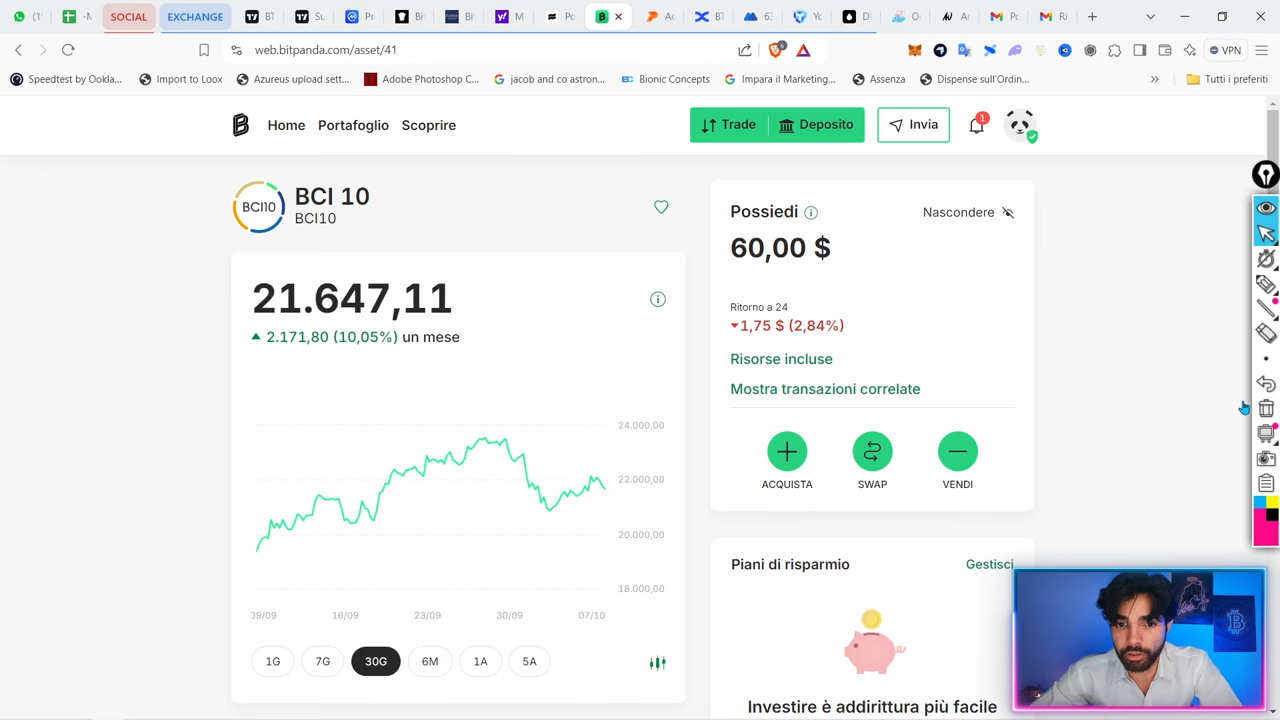 SOCIAL
EXCHANGE
web.bitpanda.com/asset/41
VPN
Speedtest by Ookla...
Import to Loox
Azureus upload sett...
Adobe Photoshop C...
jacob and co astron...
Bionic Concepts
Impara il Marketing...
Assenza
Dispense sull'Ordin...
Tutti i preferiti
Home
Portafoglio
Scoprire
Trade
Deposito
Invia
1
BCI10
BCI 10
BCI10
Possiedi
Nascondere
60,00 $
21.647,11
2.171,80 (10,05%) un mese
Ritorno a 24
1,75 $ (2,84%)
Risorse incluse
Mostra transazioni correlate
24.000,00
22.000,00
20.000,00
18.000,00
09/09
16/09
23/09
30/09
07/10
ACQUISTA
SWAP
VENDI
Piani di risparmio
Gestisci
1G
7G
30G
6M
1A
5A
Investire è addirittura più facile